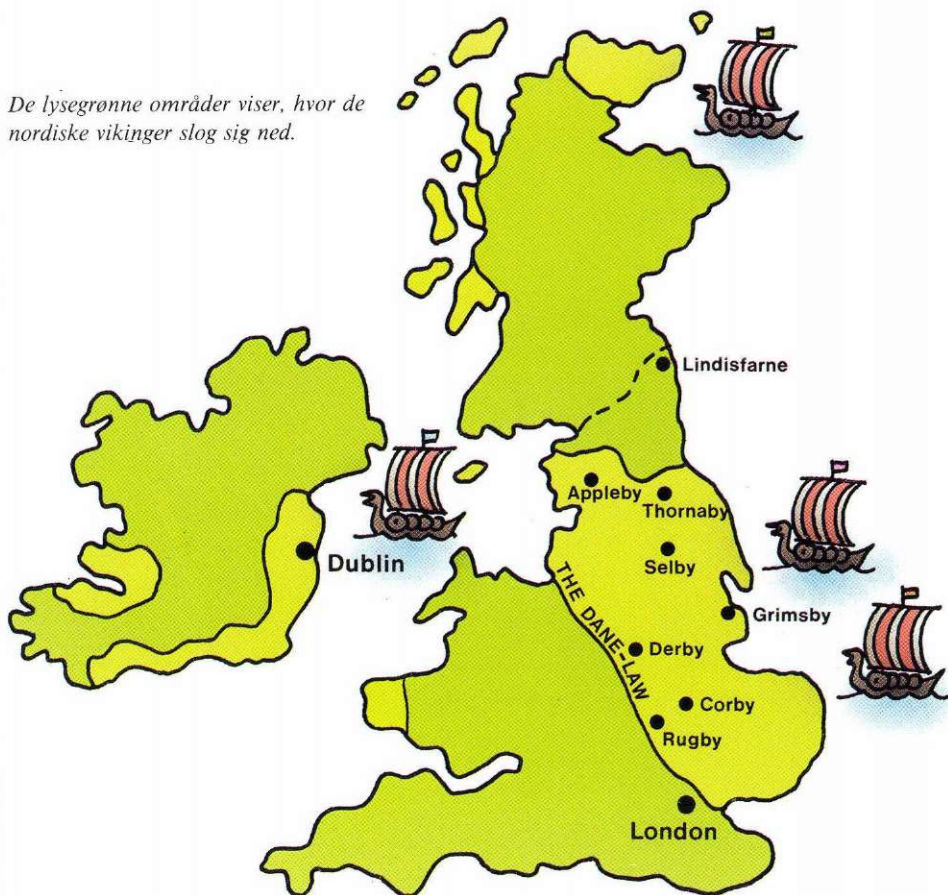 De lysegrønne områder viser, hvor de
nordiske vikinger slog sig ned.
Lindisfarne
Appleby
Thornaby
Dublin
Selby
THE DANE-LAW
Grimsby
Derby
Corby
Rugby
London